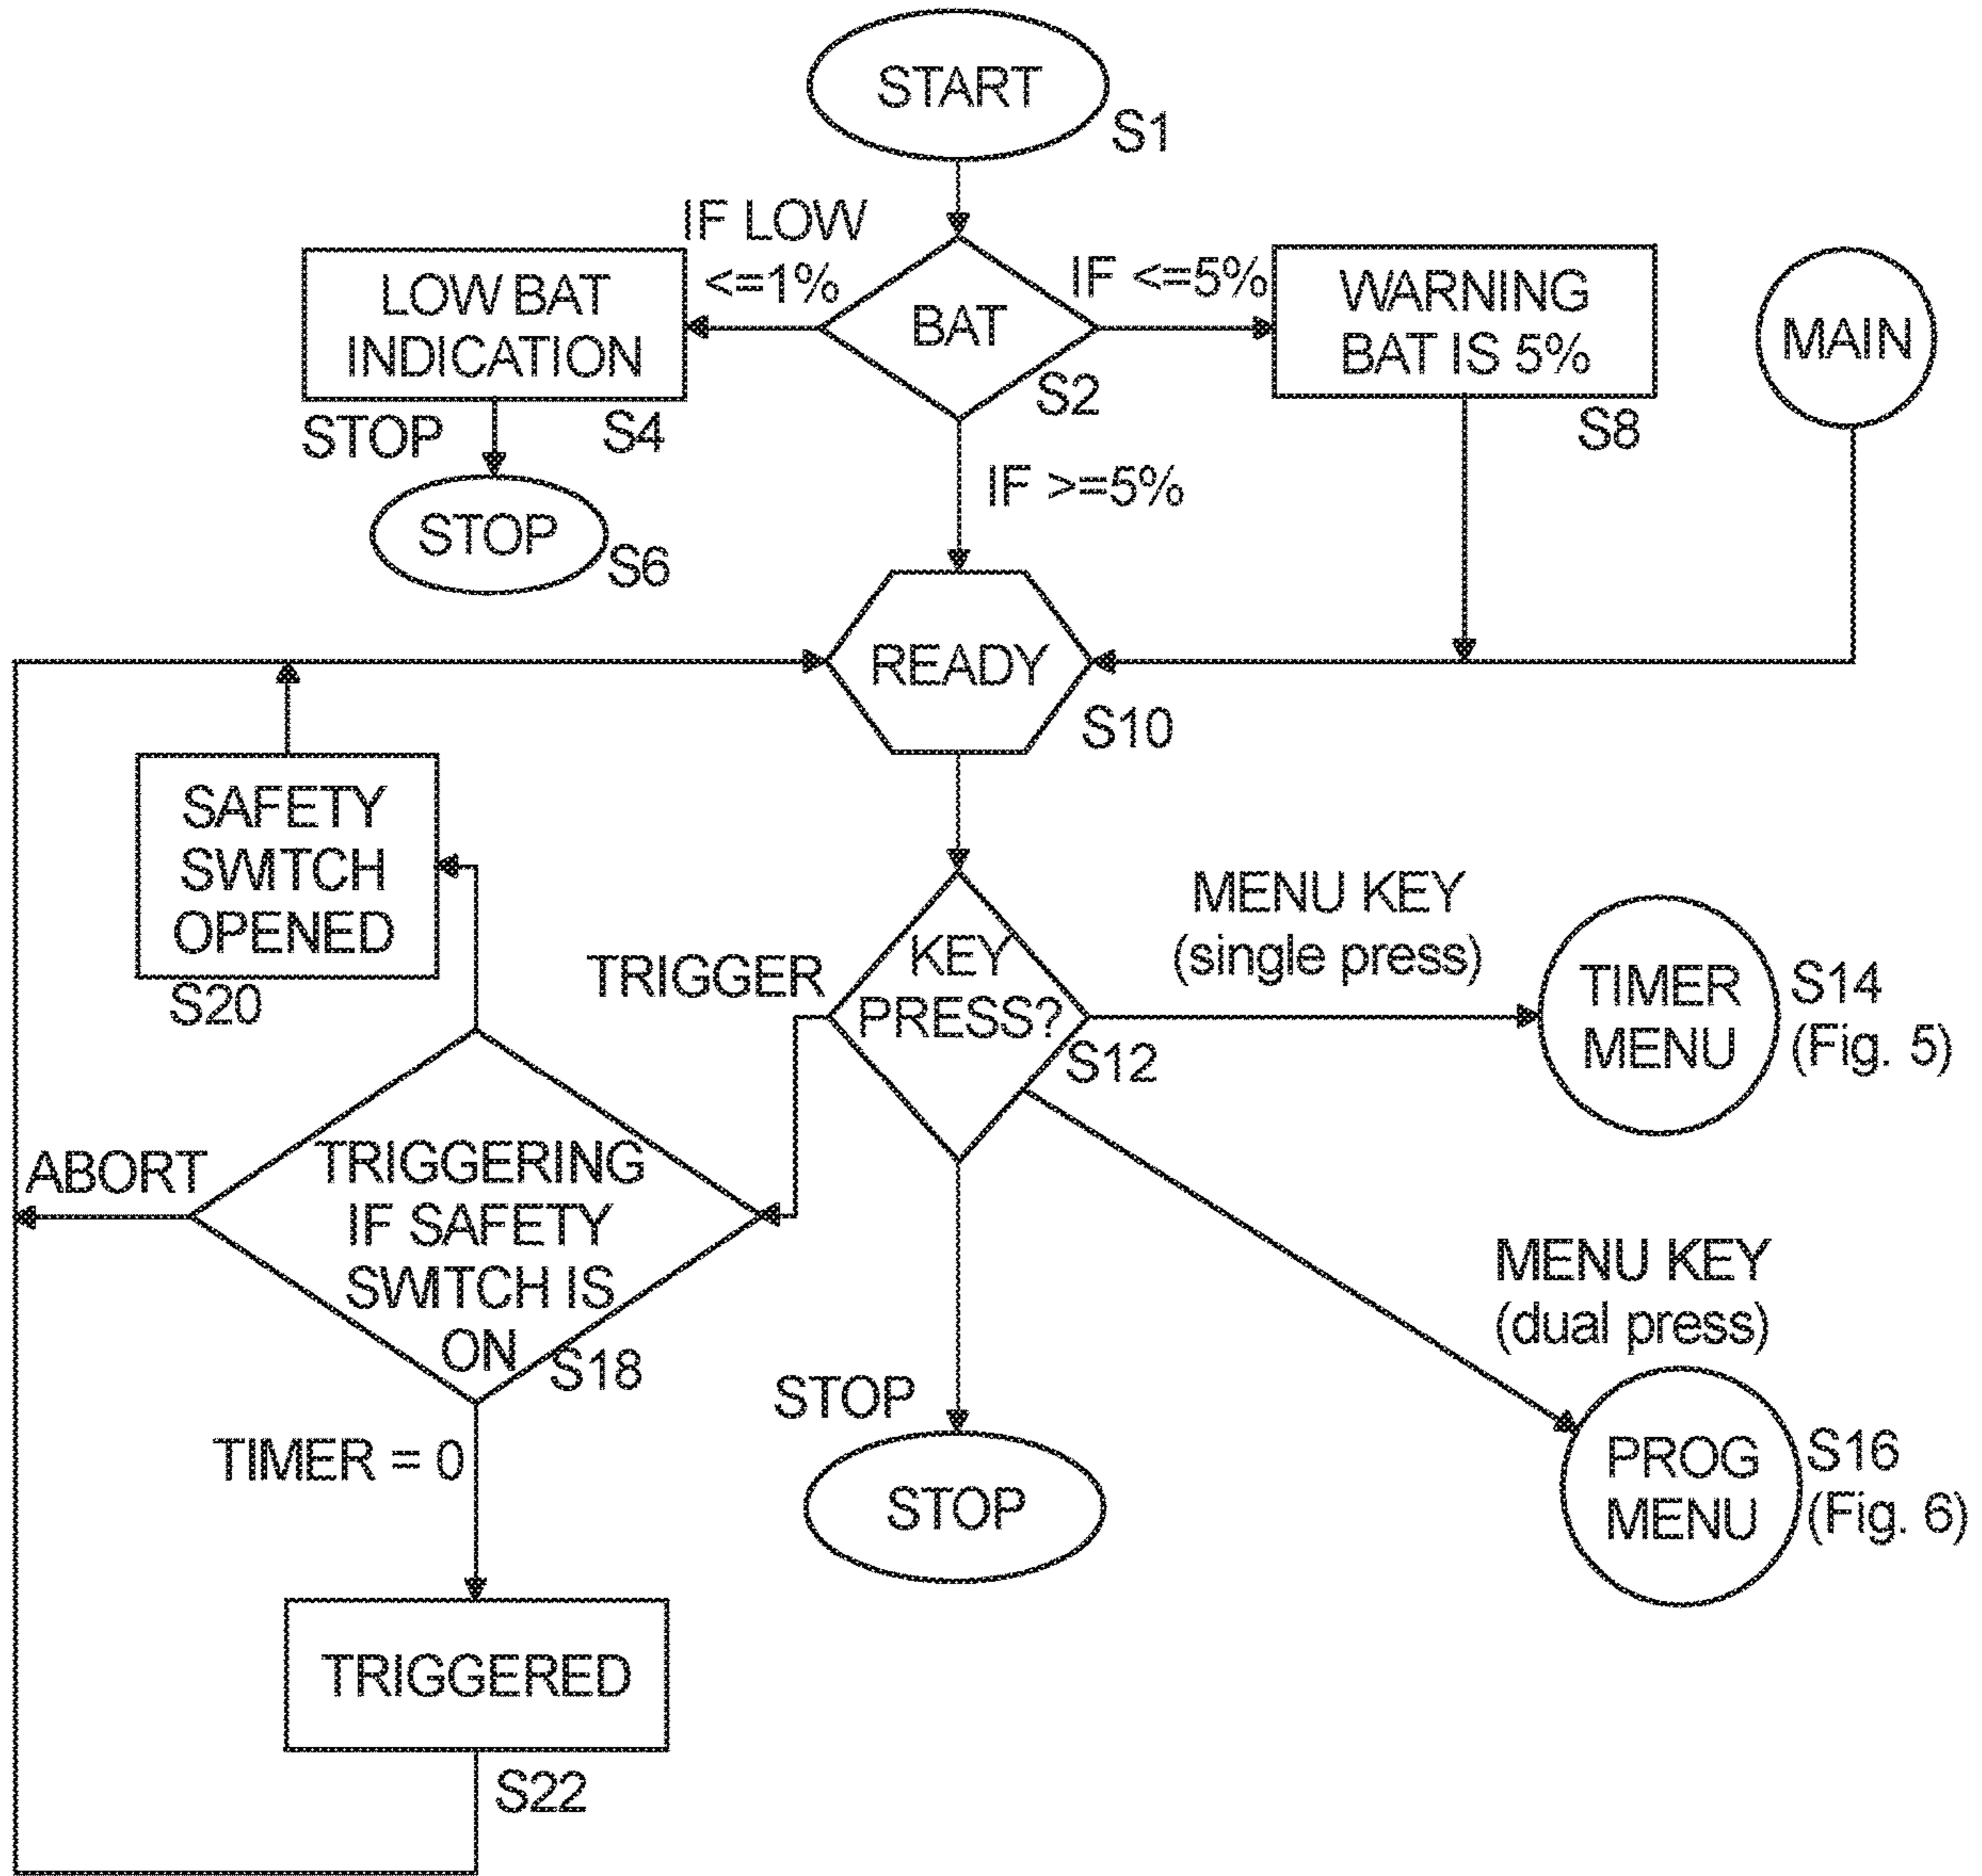 START
S1
IF LOW
<=1%
LOW BAT
INDICATION
S4
BAT
S2
IF <=5%
WARNING
BAT IS 5%
S8
MAIN
STOP
STOP
S6
IF >=5%
READY
S10
SAFETY
SWITCH
OPENED
S20
TRIGGER
KEY
PRESS?
S12
MENU KEY
(single press)
TIMER
MENU
S14
(Fig. 5)
ABORT
TRIGGERING
IF SAFETY
SWITCH IS
ON
S18
MENU KEY
(dual press)
PROG
MENU
S16
(Fig. 6)
STOP
STOP
TIMER = 0
TRIGGERED
S22